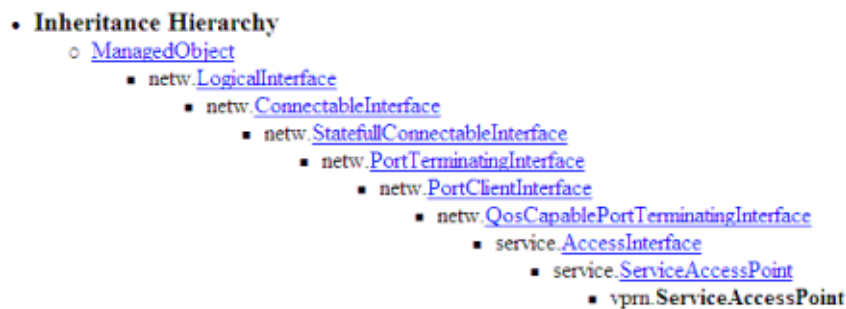 Inheritance Hierarchy
ManagedObject
netw.LogicalInterface
netw.ConnectableInterface
netw.StatefullConnectableInterface
netw.PortTerminatingInterface
netw.PortClientInterface
netw.QosCapablePortTerminatingInterface
service.AccessInterface
service.ServiceAccessPoint
vprn.ServiceAccessPoint